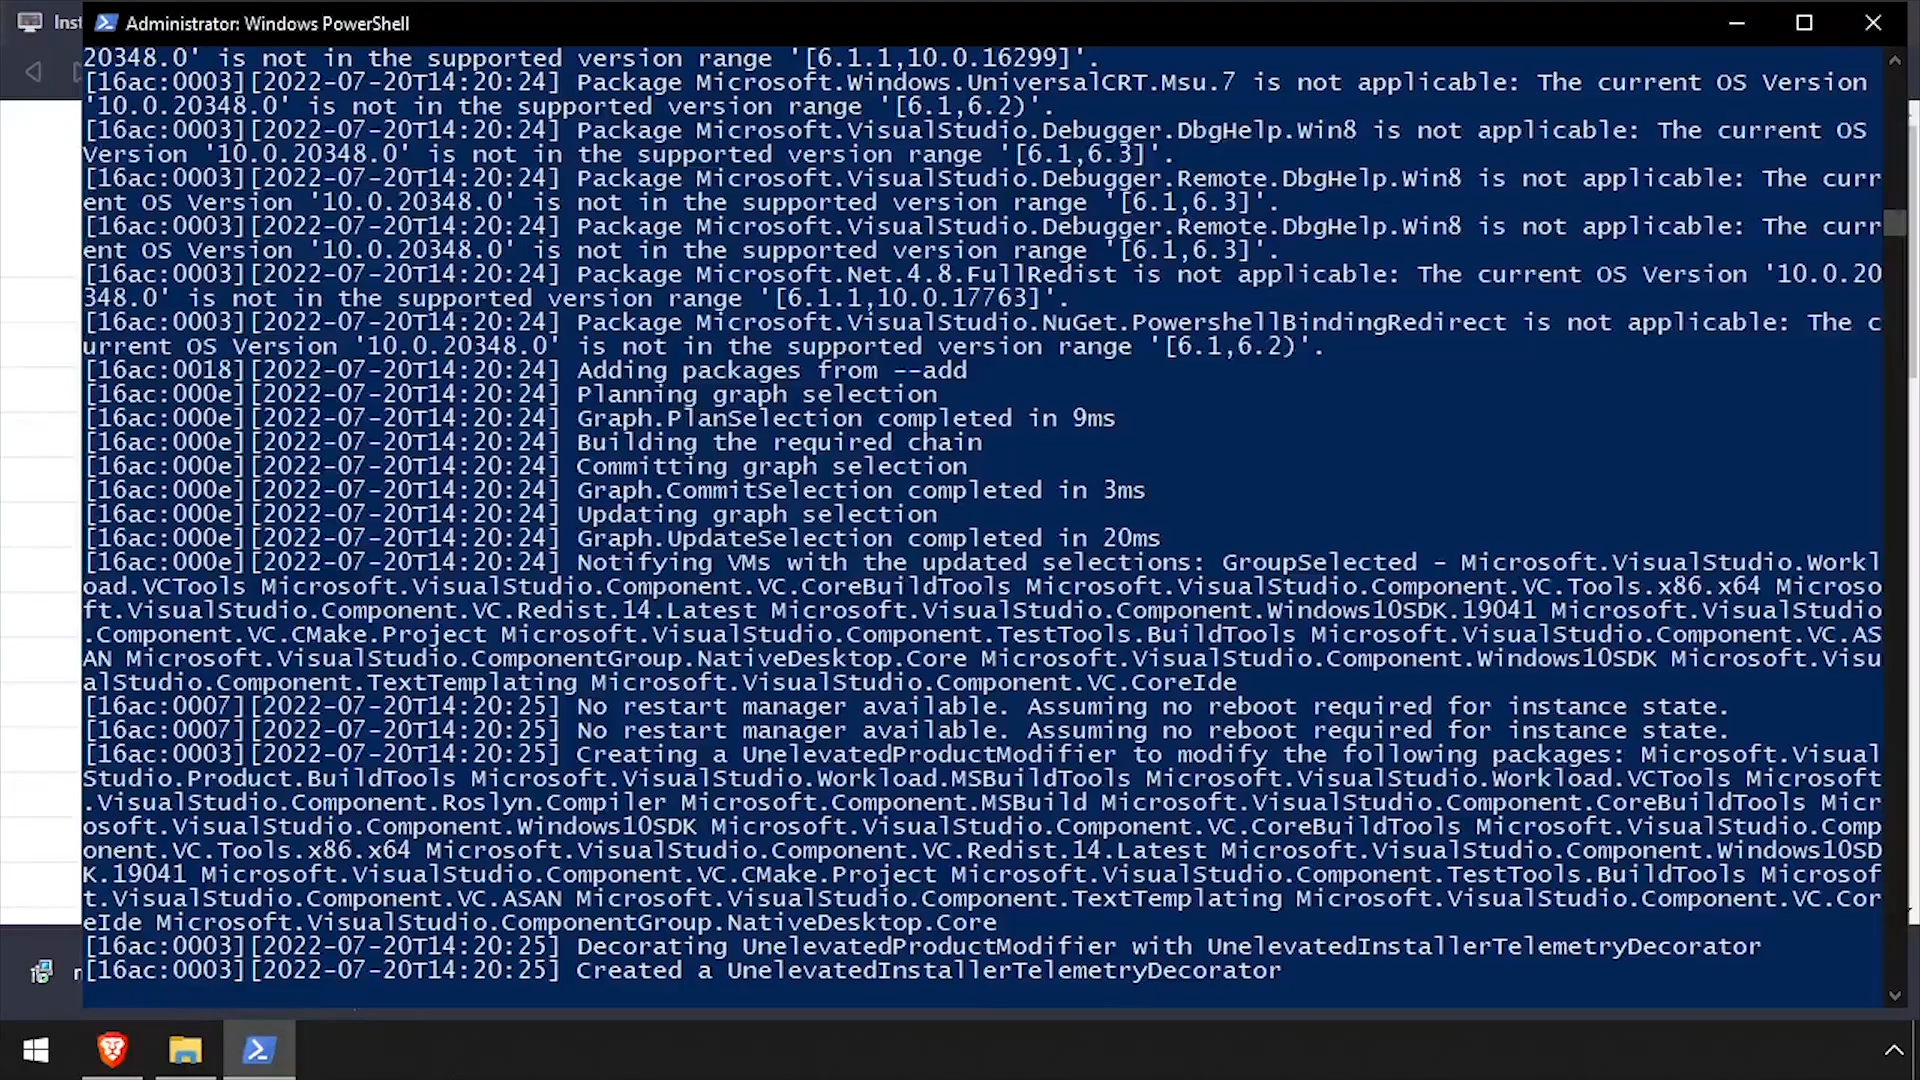 Inst
Administrator: Windows PowerShell
20348.0' is not in the supported version range '[6.1.1,10.0.16299]'.
[16ac:0003][2022-07-20T14:20:24] Package Microsoft.Windows.UniversalCRT.Msu.7 is not applicable: The current OS Version
'10.0.20348.0' is not in the supported version range '[6.1,6.2)'.
[16ac:0003][2022-07-20T14:20:24] Package Microsoft.VisualStudio.Debugger.DbgHelp.Win8 is not applicable: The current OS
Version '10.0.20348.0' is not in the supported version range '[6.1,6.3]'.
[16ac:0003][2022-07-20T14:20:24] Package Microsoft.VisualStudio.Debugger.Remote.DbgHelp.Win8 is not applicable: The curr
ent OS Version '10.0.20348.0' is not in the supported version range '[6.1,6.3]'.
[16ac:0003][2022-07-20T14:20:24] Package Microsoft.VisualStudio.Debugger.Remote.DbgHelp.Win8 is not applicable: The curr
ent OS Version '10.0.20348.0' is not in the supported version range '[6.1,6.3]'.
[16ac:0003][2022-07-20T14:20:24] Package Microsoft.Net.4.8.FullRedist is not applicable: The current OS Version '10.0.20
348.0' is not in the supported version range '[6.1.1,10.0.17763]'.
[16ac:0003][2022-07-20T14:20:24] Package Microsoft.VisualStudio.NuGet.PowershellBindingRedirect is not applicable: The c
urrent OS Version '10.0.20348.0' is not in the supported version range '[6.1,6.2)'.
[16ac:0018][2022-07-20T14:20:24] Adding packages from --add
[16ac:000e][2022-07-20T14:20:24] Planning graph selection
[16ac:000e][2022-07-20T14:20:24] Graph.PlanSelection completed in 9ms
[16ac:000e][2022-07-20T14:20:24] Building the required chain
[16ac:000e][2022-07-20T14:20:24] Committing graph selection
[16ac:000e][2022-07-20T14:20:24] Graph.CommitSelection completed in 3ms
[16ac:000e][2022-07-20T14:20:24] Updating graph selection
[16ac:000e][2022-07-20T14:20:24] Graph.UpdateSelection completed in 20ms
[16ac:000e][2022-07-20T14:20:24] Notifying VMs with the updated selections: GroupSelected - Microsoft.VisualStudio.Workl
oad.VCTools Microsoft.VisualStudio.Component.VC.CoreBuildTools Microsoft.VisualStudio.Component.VC.Tools.x86.x64 Microso
ft.VisualStudio.Component.VC.Redist.14.Latest Microsoft.VisualStudio.Component.Windows10SDK.19041 Microsoft.VisualStudio
.Component.VC.CMake.Project Microsoft.VisualStudio.Component.TestTools.BuildTools Microsoft.VisualStudio.Component.VC.AS
AN Microsoft.VisualStudio.ComponentGroup.NativeDesktop.Core Microsoft.VisualStudio.Component.Windows10SDK Microsoft.Visu
alStudio.Component.TextTemplating Microsoft.VisualStudio.Component.VC.CoreIde
[16ac:0007][2022-07-20T14:20:25] No restart manager available. Assuming no reboot required for instance state.
[16ac:0007][2022-07-20T14:20:25] No restart manager available. Assuming no reboot required for instance state.
[16ac:0003][2022-07-20T14:20:25] Creating a UnelevatedProductModifier to modify the following packages: Microsoft.Visual
Studio.Product.BuildTools Microsoft.VisualStudio.Workload.MSBuildTools Microsoft.VisualStudio.Workload.VCTools Microsoft
.VisualStudio.Component.Roslyn.Compiler Microsoft.Component.MSBuild Microsoft.VisualStudio.Component.CoreBuildTools Micr
osoft.VisualStudio.Component.Windows10SDK Microsoft.VisualStudio.Component.VC.CoreBuildTools Microsoft.VisualStudio.Comp
onent.VC.Tools.x86.x64 Microsoft.VisualStudio.Component.VC.Redist.14.Latest Microsoft.VisualStudio.Component.Windows10SD
K.19041 Microsoft.VisualStudio.Component.VC.CMake.Project Microsoft.VisualStudio.Component.TestTools.BuildTools Microsof
t.VisualStudio.Component.VC.ASAN Microsoft.VisualStudio.Component.TextTemplating Microsoft.VisualStudio.Component.VC.Cor
eIde Microsoft.VisualStudio.ComponentGroup.NativeDesktop.Core
[16ac:0003][2022-07-20T14:20:25] Decorating UnelevatedProductModifier with UnelevatedInstallerTelemetryDecorator
[16ac:0003][2022-07-20T14:20:25] Created a UnelevatedInstallerTelemetryDecorator